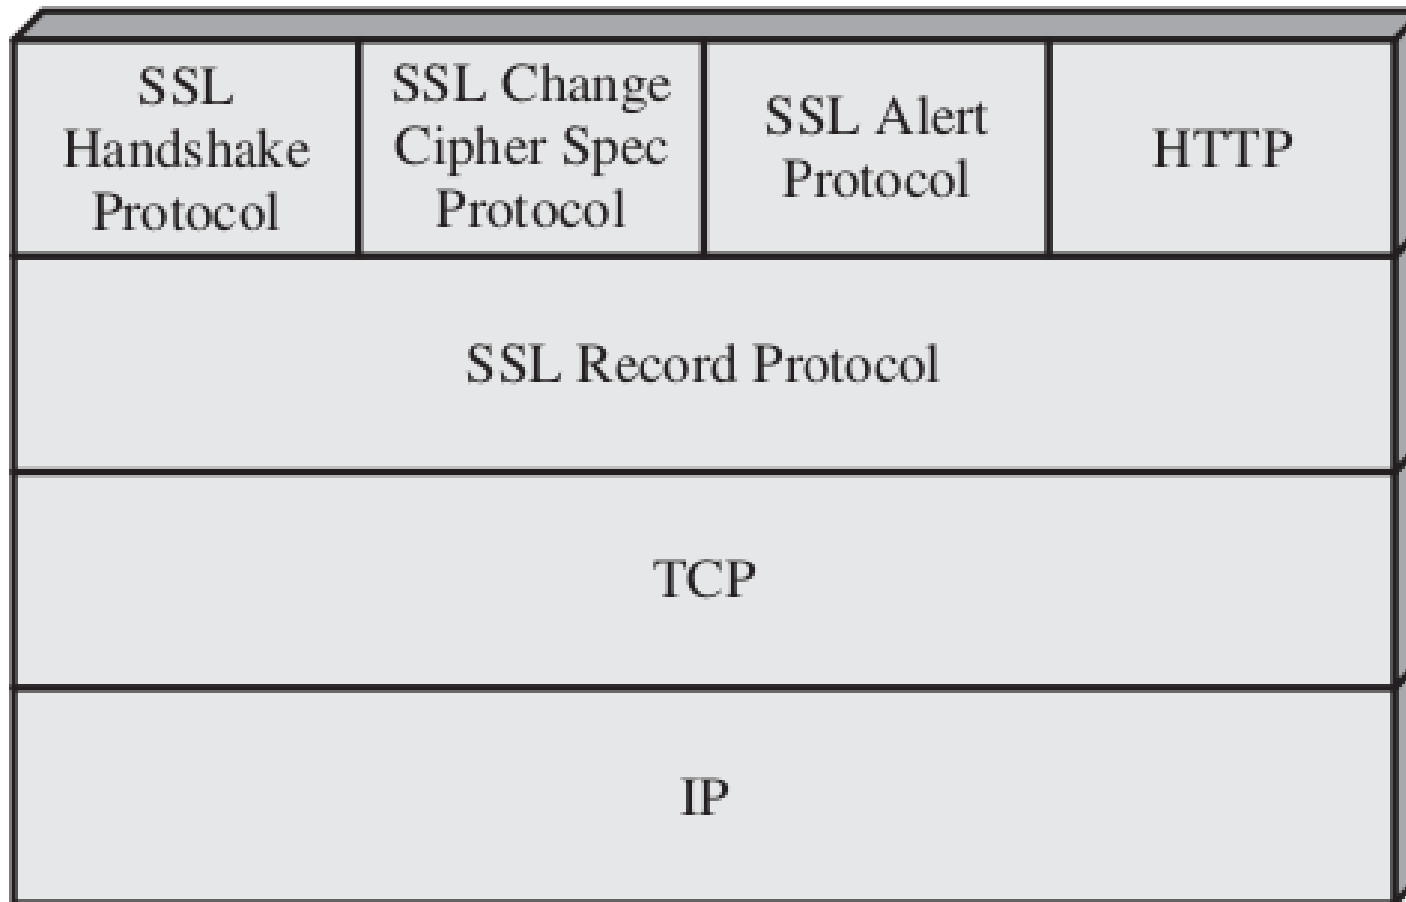 SSL
Handshake
Protocol
SSL Change
Cipher Spec
Protocol
SSL Alert
Protocol
HTTP
SSL Record Protocol
TCP
IP